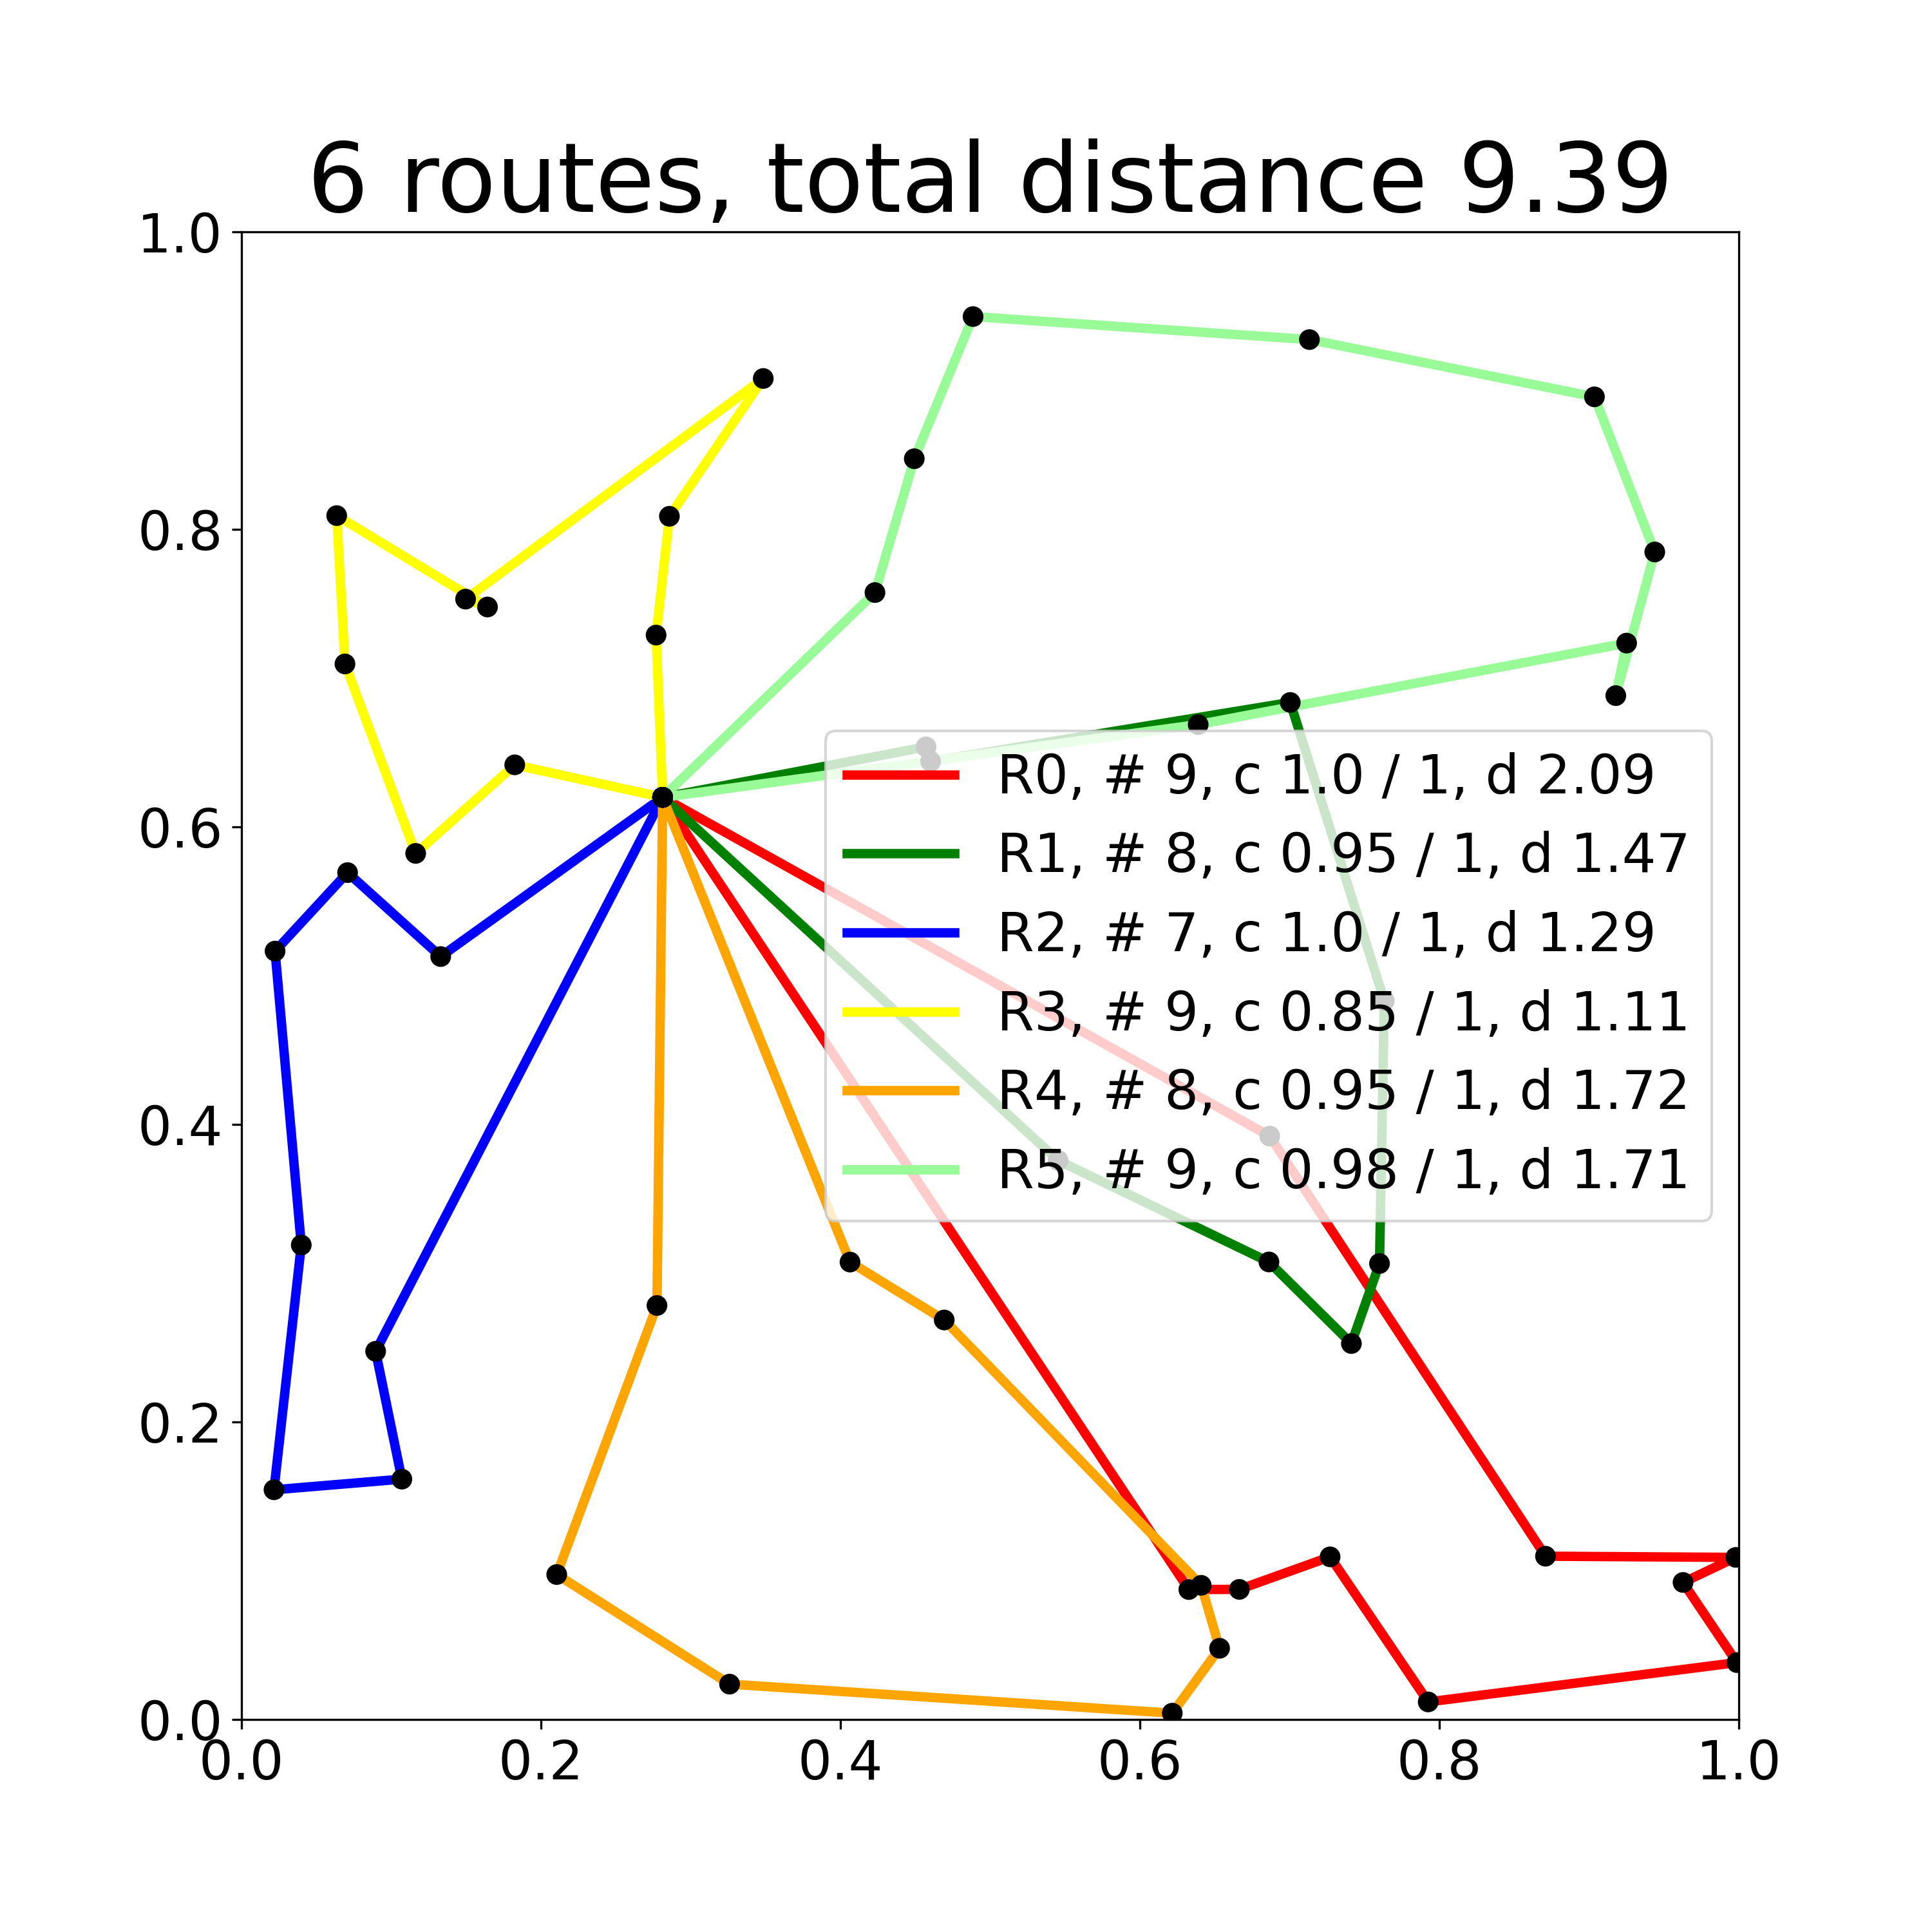 6 routes, total distance 9.39
1.0
0.8
0.6
0.4
0.2
0.0
0.0 0.2 0.4 0.6 0.8 1.0
R0, # 9, c 1.0 / 1, d 2.09
R1, # 8, c 0.95 / 1, d 1.47
R2, # 7, c 1.0 / 1, d 1.29
R3, # 9, c 0.85 / 1, d 1.11
R4, # 8, c 0.95 / 1, d 1.72
R5, # 9, c 0.98 / 1, d 1.71